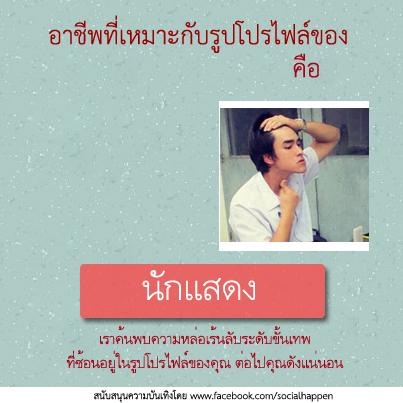 อาชีพที่เหมาะกับรูปโปรไฟล์ของ
คือ
นักแสดง
เราค้นพบความหล่อเร้นลับระดับขั้นเทพ
ที่ซ้อนอยู่ในรูปโปรไฟล์ของคุณ ต่อไปคุณดังแน่นอน
สนับสนุนความบันเทิงโดย www.facebook.com/socialhappen